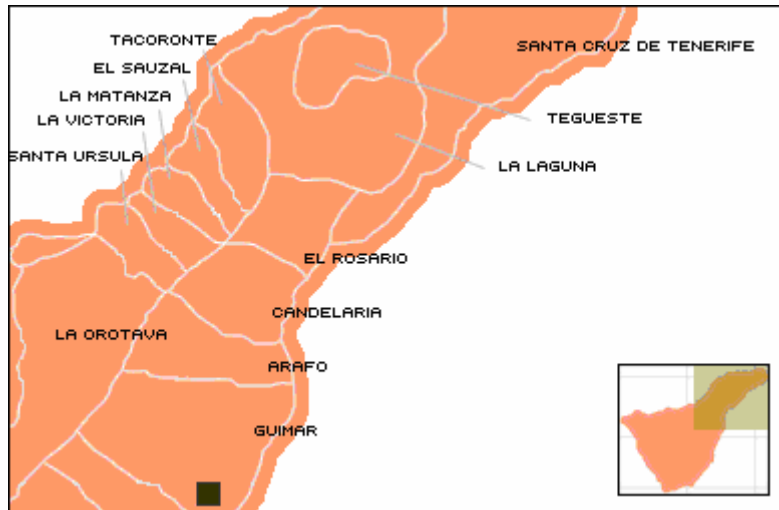 TACORONTE
SANTA CRUZ DE TENERIFE
EL SAUZAL
LA MATANZA
LA VICTORIA
TEGUESTE
SANTA URSULA
LA LAGUNA
EL ROSARIO
CANDELARIA
LA OROTAVA
ARAFO
GUIMAR